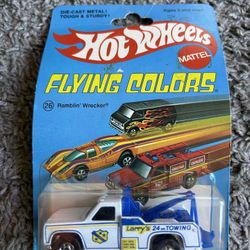 DIE-CAST METAL!
TOUGH & STURDY!
Hot Wheels
MATTEL
FLYING COLORS
26 Ramblin' Wrecker
Larry's 24 HR TOWING